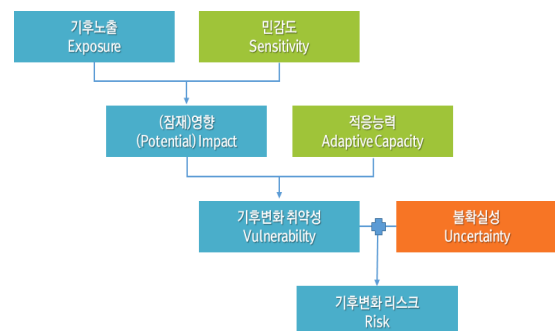 기후노출
Exposure
민감도
Sensitivity
(잠재)영향
(Potential) Impact
적응능력
Adaptive Capacity
기후변화 취약성
Vulnerability
불확실성
Uncertainty
기후변화 리스크
Risk